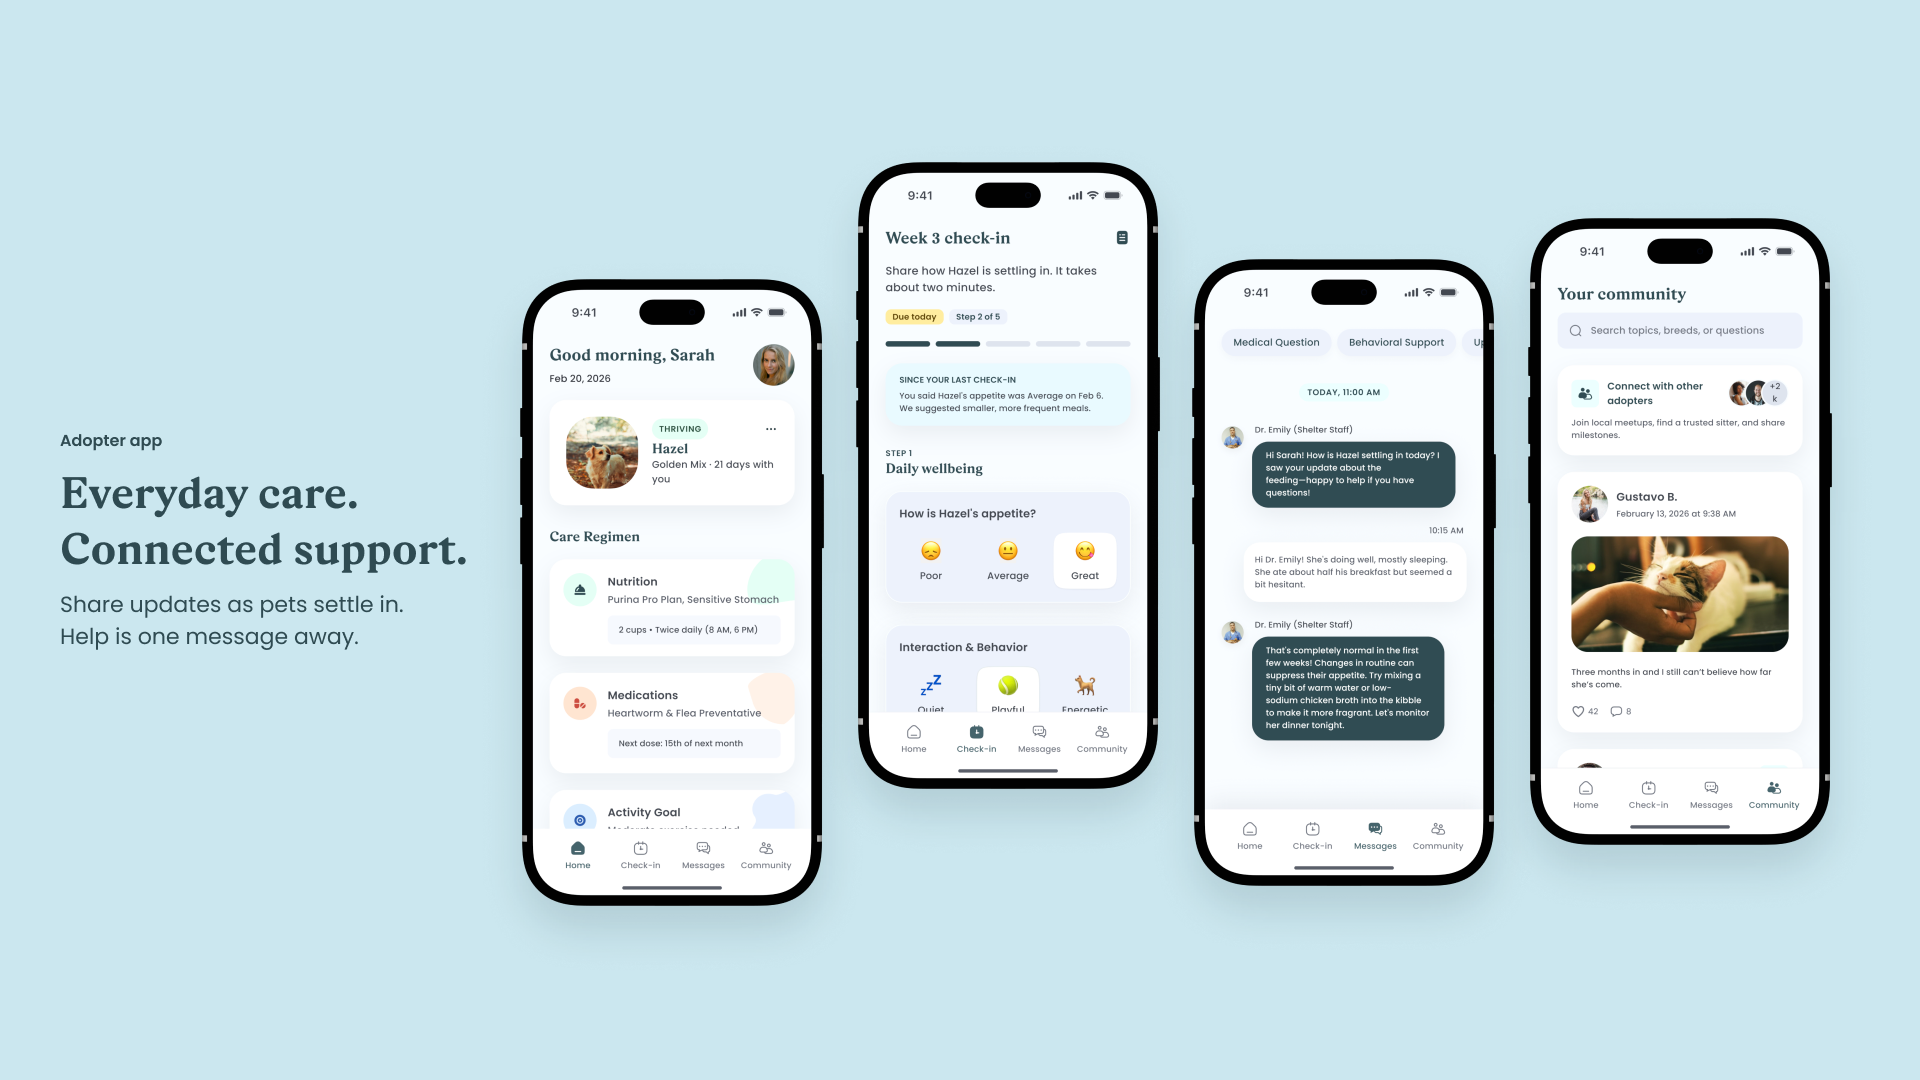 Adopter app
Everyday care.
Connected support.
Share updates as pets settle in.
Help is one message away.
9:41
Good morning, Sarah
Feb 20, 2026
THRIVING
Hazel
Golden Mix · 21 days with
you
Care Regimen
Nutrition
Purina Pro Plan, Sensitive Stomach
2 cups • Twice daily (8 AM, 6 PM)
Medications
Heartworm & Flea Preventative
Next dose: 15th of next month
Activity Goal
Moderate exercise needed
Home
Check-in
Messages
Community
9:41
Week 3 check-in
Share how Hazel is settling in. It takes
about two minutes.
Due today
Step 2 of 5
SINCE YOUR LAST CHECK-IN
You said Hazel's appetite was Average on Feb 6.
We suggested smaller, more frequent meals.
STEP 1
Daily wellbeing
How is Hazel's appetite?
Poor
Average
Great
Interaction & Behavior
Quiet
Playful
Energetic
Home
Check-in
Messages
Community
9:41
Medical Question
Behavioral Support
Up
TODAY, 11:00 AM
Dr. Emily (Shelter Staff)
Hi Sarah! How is Hazel settling in today? I
saw your update about the
feeding—happy to help if you have
questions!
10:15 AM
Hi Dr. Emily! She's doing well, mostly sleeping.
She ate about half his breakfast but seemed a
bit hesitant.
Dr. Emily (Shelter Staff)
That's completely normal in the first
few weeks! Changes in routine can
suppress their appetite. Try mixing a
tiny bit of warm water or low-
sodium chicken broth into the kibble
to make it more fragrant. Let's monitor
her dinner tonight.
Home
Check-in
Messages
Community
9:41
Your community
Search topics, breeds, or questions
Connect with other
adopters
+2
k
Join local meetups, find a trusted sitter, and share
milestones.
Gustavo B.
February 13, 2026 at 9:38 AM
Three months in and I still can't believe how far
she's come.
42
8
Home
Check-in
Messages
Community